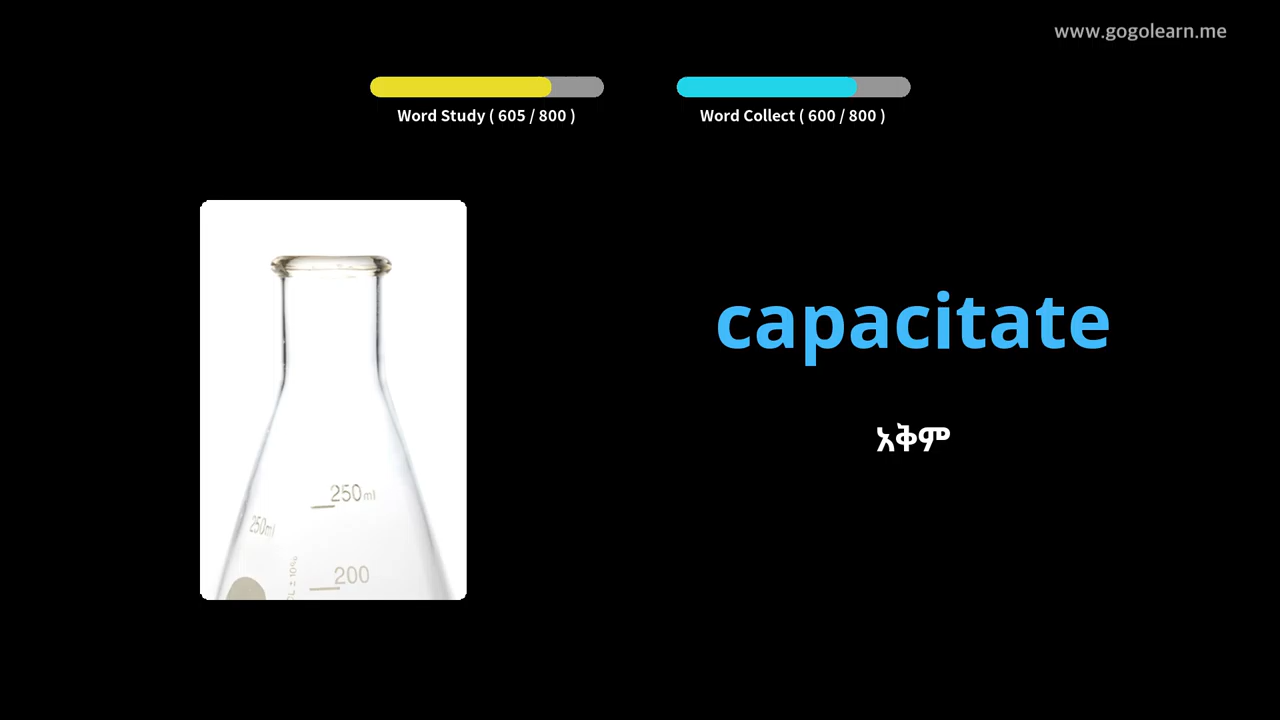 www.gogolearn.me
Word Study ( 605 / 800 )
Word Collect ( 600 / 800 )
capacitate
አቅም
250ml
250ml
200